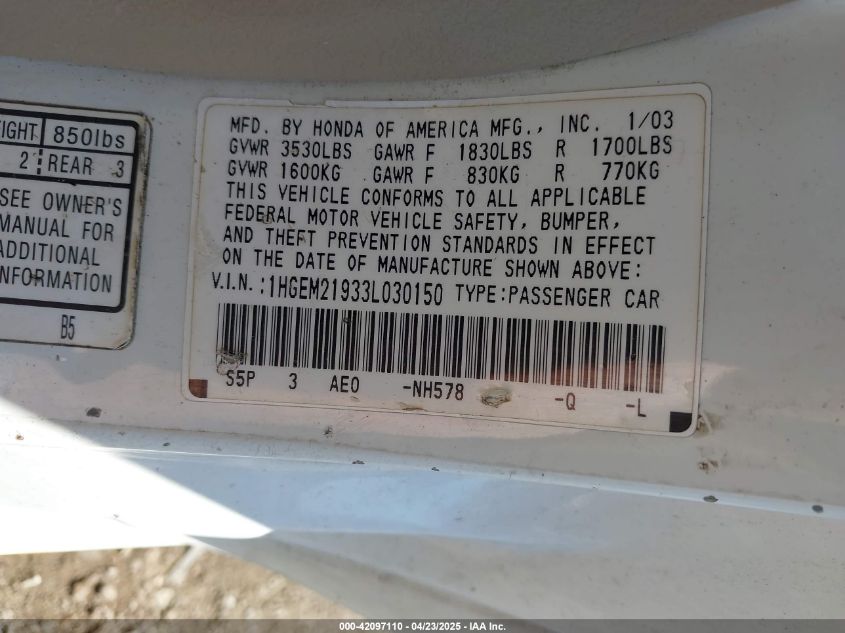 IGHT 850lbs
2 REAR 3
SEE OWNER'S
MANUAL FOR
ADDITIONAL
INFORMATION
B5
MFD. BY HONDA OF AMERICA MFG., INC. 1/03
GVWR 3530LBS GAWR F 1830LBS R 1700LBS
GVWR 1600KG GAWR F 830KG R 770KG
THIS VEHICLE CONFORMS TO ALL APPLICABLE
FEDERAL MOTOR VEHICLE SAFETY, BUMPER,
AND THEFT PREVENTION STANDARDS IN EFFECT
ON THE DATE OF MANUFACTURE SHOWN ABOVE:
V.I.N.:1HGEM21933L030150 TYPE:PASSENGER CAR
S5P 3 AE0 -NH578 -Q -L
000-42097110 - 04/23/2025 - IAA Inc.